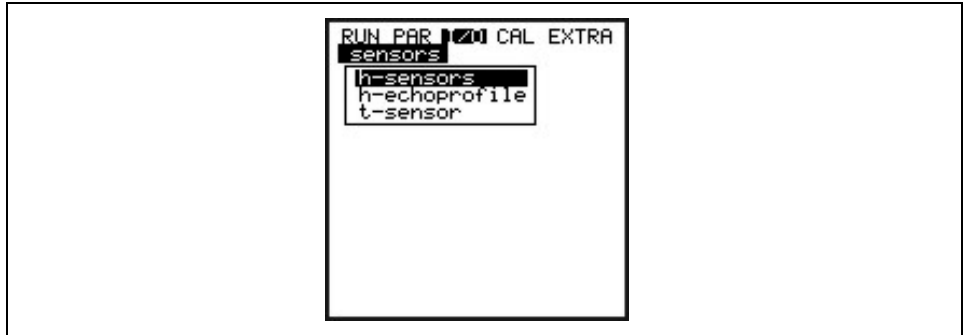 RUN PAR I/O CAL EXTRA
sensors
h-sensors
h-echoprofile
t-sensor